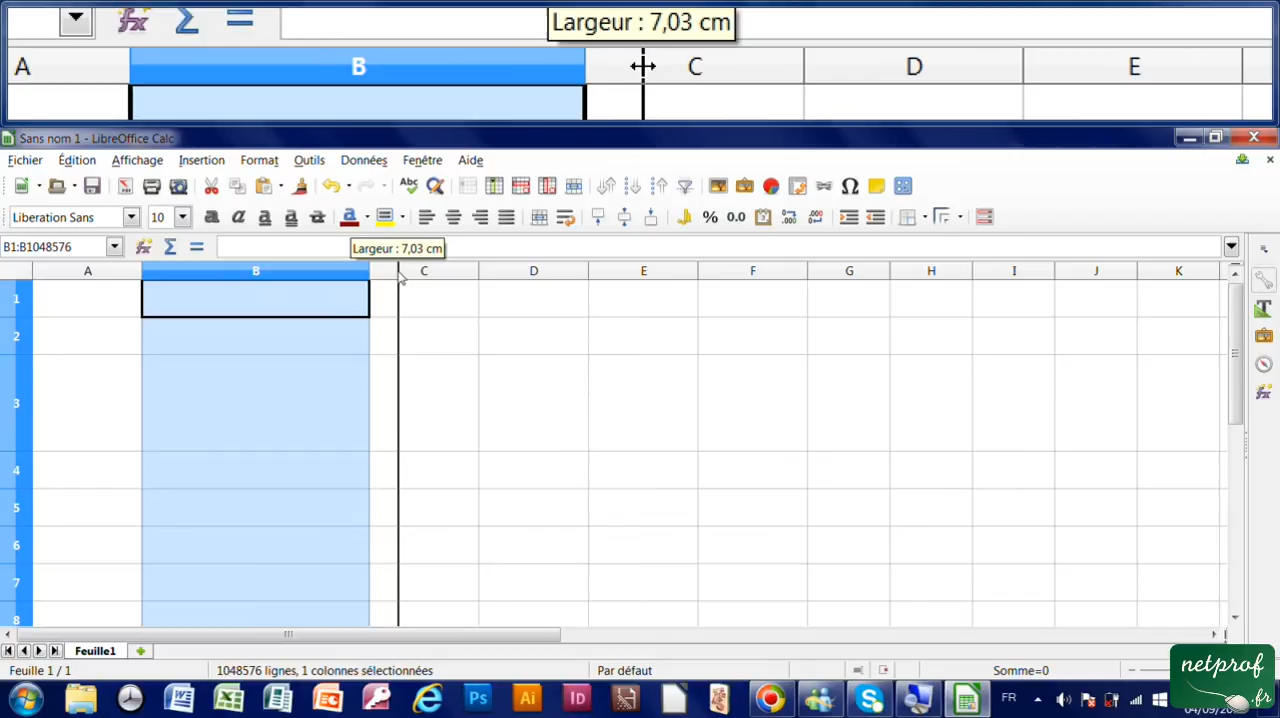 Largeur : 7,03 cm
A B C D E
Sans nom 1 - LibreOffice Calc
Fichier Édition Affichage Insertion Format Outils Données Fenêtre Aide
Liberation Sans 10
B1:B1048576
Largeur : 7,03 cm
A B C D E F G H I J K
1
2
3
4
5
6
7
8
Feuille1
Feuille 1 / 1 1048576 lignes, 1 colonnes sélectionnées Par défaut Somme=0
netprof
.fr
FR